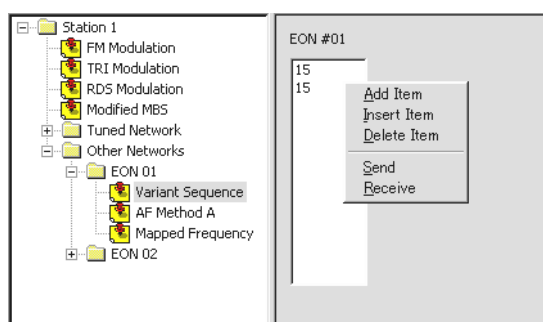 Station 1
FM Modulation
TRI Modulation
RDS Modulation
Modified MBS
Tuned Network
Other Networks
EON 01
Variant Sequence
AF Method A
Mapped Frequency
EON 02
EON #01
15
15
Add Item
Insert Item
Delete Item
Send
Receive